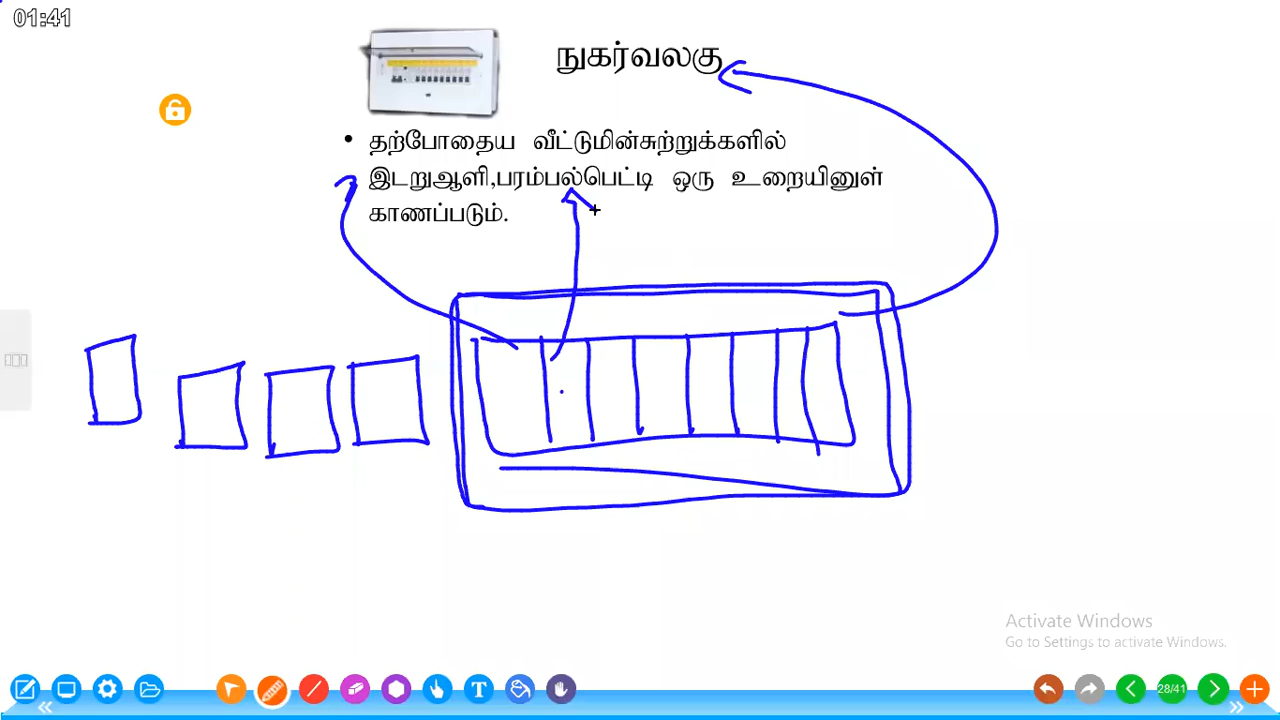 01:41
நுகர்வலகு
• தற்போதைய வீட்டுமின்சுற்றுக்களில்
இடறுஆளி,பரம்பல்பெட்டி ஒரு உறையினுள்
காணப்படும்.
Activate Windows
Go to Settings to activate Windows.
28/41